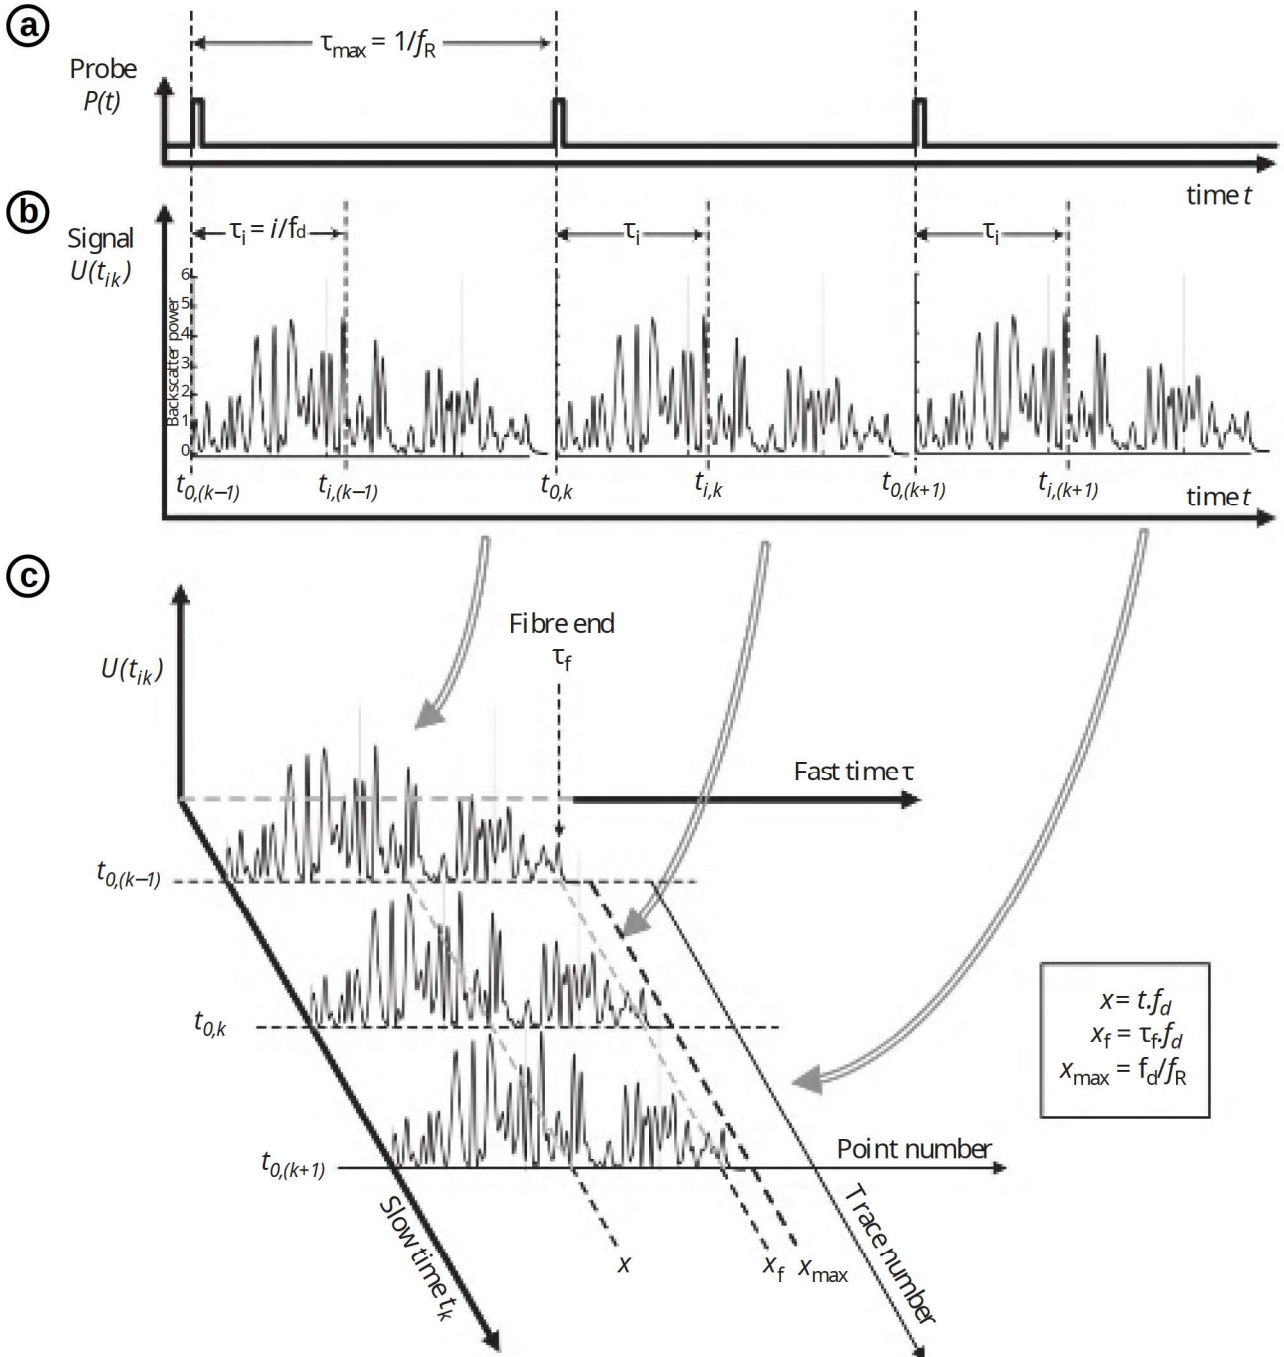 a
τmax = 1/fR
Probe
P(t)
time t
b
Signal
U(tik)
τi = i/fd
τi
τi
Backscatter power
6
5
4
3
2
1
0
t0,(k–1)
ti,(k–1)
t0,k
ti,k
t0,(k+1)
ti,(k+1)
time t
c
Fibre end
τf
U(tik)
Fast time τ
t0,(k–1)
t0,k
x = t.fd
xf = τf.fd
xmax = fd/fR
Point number
t0,(k+1)
Slow time tk
Trace number
x
xf
xmax